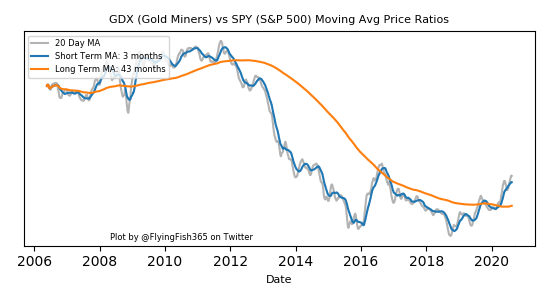 GDX (Gold Miners) vs SPY (S&P 500) Moving Avg Price Ratios
20 Day MA
Short Term MA: 3 months
Long Term MA: 43 months
Plot by @FlyingFish365 on Twitter
2006 2008 2010 2012 2014 2016 2018 2020
Date